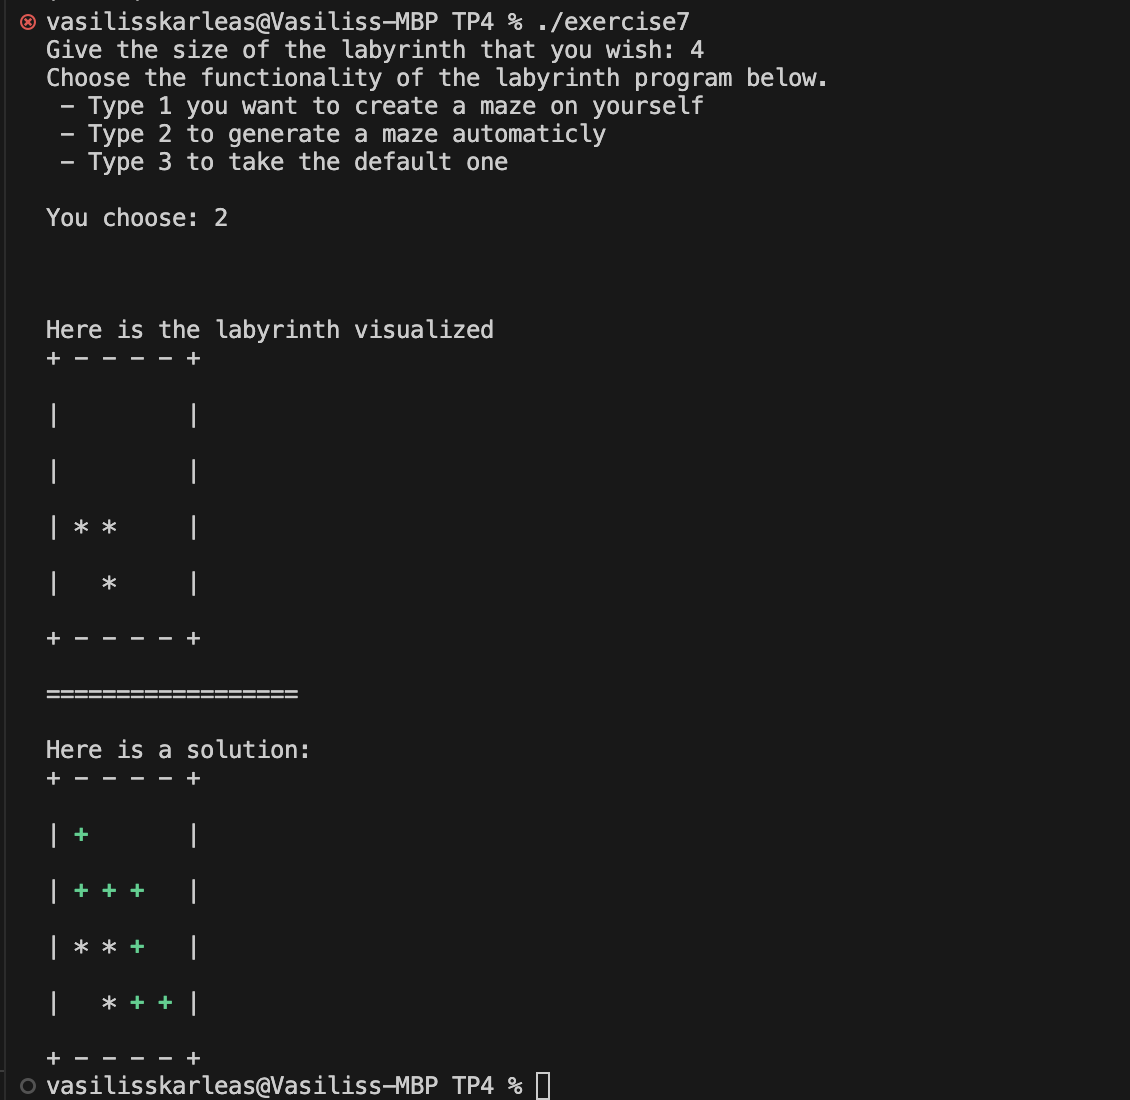 vasilisskarleas@Vasiliss-MBP TP4 % ./exercise7
Give the size of the labyrinth that you wish: 4
Choose the functionality of the labyrinth program below.
 - Type 1 you want to create a maze on yourself
 - Type 2 to generate a maze automaticly
 - Type 3 to take the default one
You choose: 2
Here is the labyrinth visualized
+ - - - - +
|         |
|         |
| * *     |
|   *     |
+ - - - - +
==================
Here is a solution:
+ - - - - +
| +       |
| + + +   |
| * * +   |
|   * + + |
+ - - - - +
vasilisskarleas@Vasiliss-MBP TP4 %